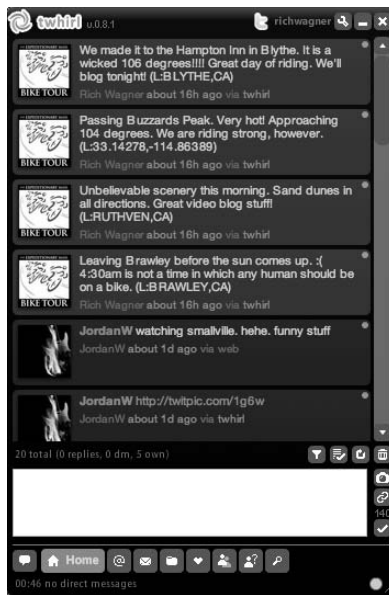 twhirl v.0.8.1
richwagner
We made it to the Hampton Inn in Blythe. It is a
wicked 106 degrees!!!! Great day of riding. We'll
blog tonight! (L:BLYTHE,CA)
Rich Wagner about 16h ago via twhirl
BIKE TOUR
Passing Buzzards Peak. Very hot! Approaching
104 degrees. We are riding strong, however.
(L:33.14278,-114.86389)
Rich Wagner about 16h ago via twhirl
BIKE TOUR
Unbelievable scenery this morning. Sand dunes in
all directions. Great video blog stuff!
(L:RUTHVEN,CA)
Rich Wagner about 16h ago via twhirl
BIKE TOUR
Leaving Brawley before the sun comes up. :(
4:30am is not a time in which any human should be
on a bike. (L:BRAWLEY,CA)
Rich Wagner about 16h ago via twhirl
BIKE TOUR
JordanW watching smallville. hehe. funny stuff
JordanW about 1d ago via web
JordanW http://twitpic.com/1g6w
JordanW about 1d ago via twhirl
20 total (0 replies, 0 dm, 5 own)
140
Home
00:46 no direct messages